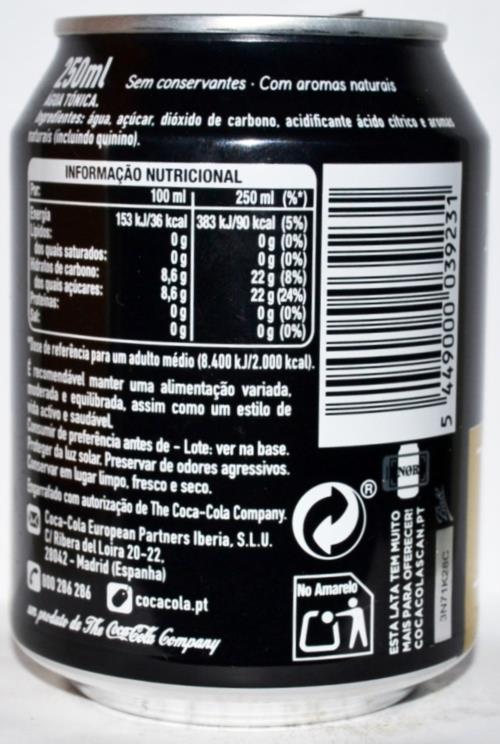 250ml
Sem conservantes · Com aromas naturais
ÁGUA TÓNICA.
Ingredientes: água, açúcar, dióxido de carbono, acidificante ácido cítrico e aromas
naturais (incluindo quinino).
INFORMAÇÃO NUTRICIONAL
Por: 100 ml 250 ml (%*)
Energia 153 kJ/36 kcal 383 kJ/90 kcal (5%)
Lípidos: 0 g 0 g (0%)
dos quais saturados: 0 g 0 g (0%)
Hidratos de carbono: 8,6 g 22 g (8%)
dos quais açúcares: 8,6 g 22 g (24%)
Proteínas: 0 g 0 g (0%)
Sal: 0 g 0 g (0%)
*Dose de referência para um adulto médio (8.400 kJ/2.000 kcal).
É recomendável manter uma alimentação variada,
moderada e equilibrada, assim como um estilo de
vida activo e saudável.
Consumir de preferência antes de - Lote: ver na base.
Proteger da luz solar. Preservar de odores agressivos.
Conservar em lugar limpo, fresco e seco.
Engarrafado com autorização de The Coca-Cola Company.
Coca-Cola European Partners Iberia, S.L.U.
C/ Ribera del Loira 20-22,
28042 - Madrid (Espanha)
800 286 286 cocacola.pt
um produto de The Coca-Cola Company
5 449000 039231
®
No Amarelo
ESTA LATA TEM MUITO
MAIS PARA OFERECER!
COCACOLASCAN.PT
3N71K28C